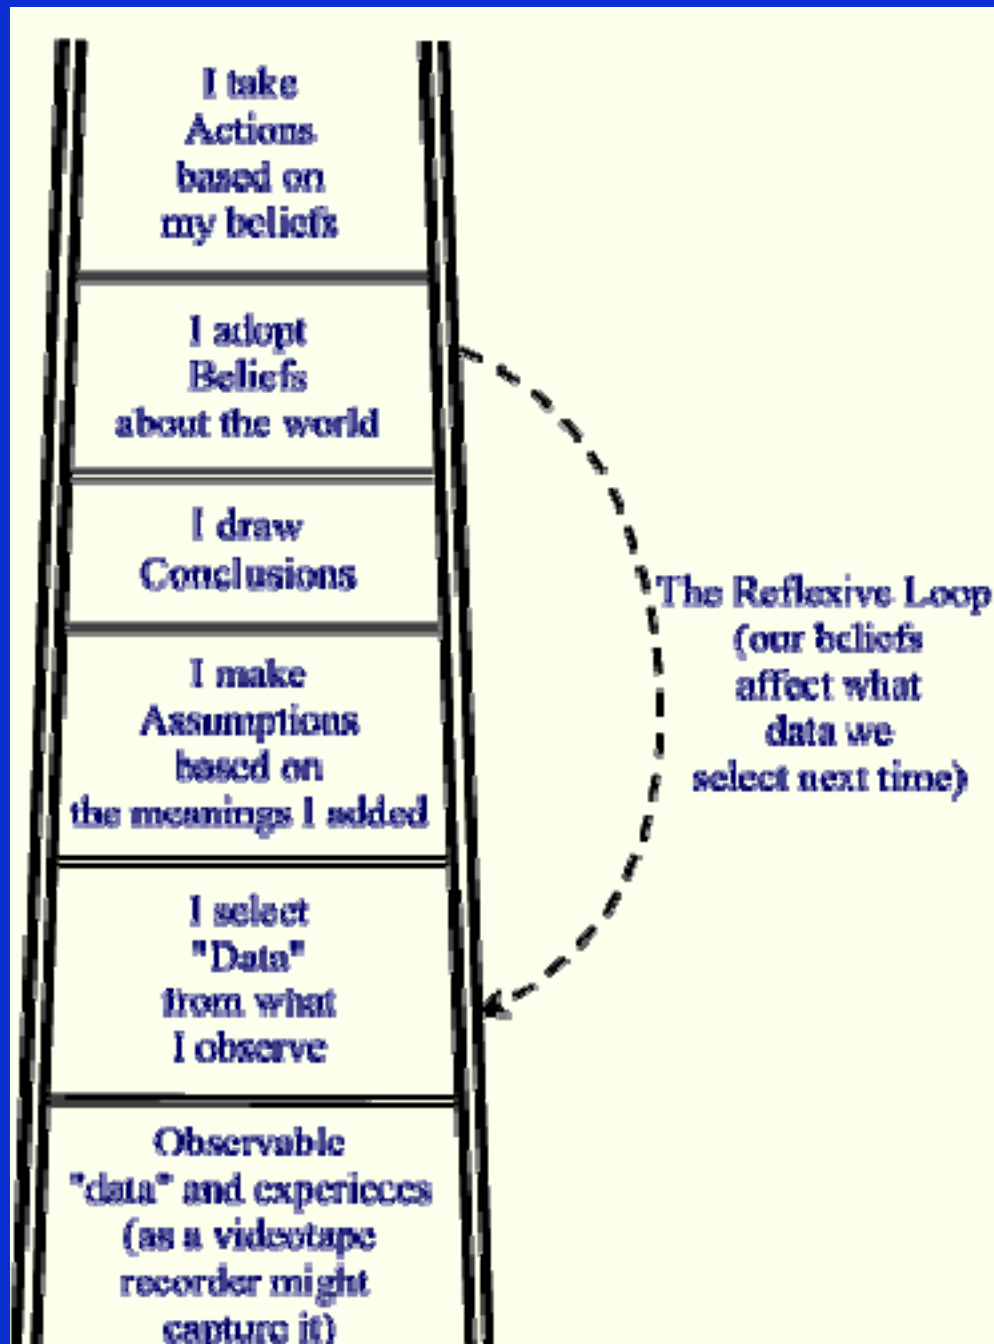 I take
Actions
based on
my beliefs
I adopt
Beliefs
about the world
I draw
Conclusions
I make
Assumptions
based on
the meanings I added
I select
"Data"
from what
I observe
Observable
"data" and experieces
(as a videotape
recorder might
capture it)
The Reflexive Loop
(our beliefs
affect what
data we
select next time)